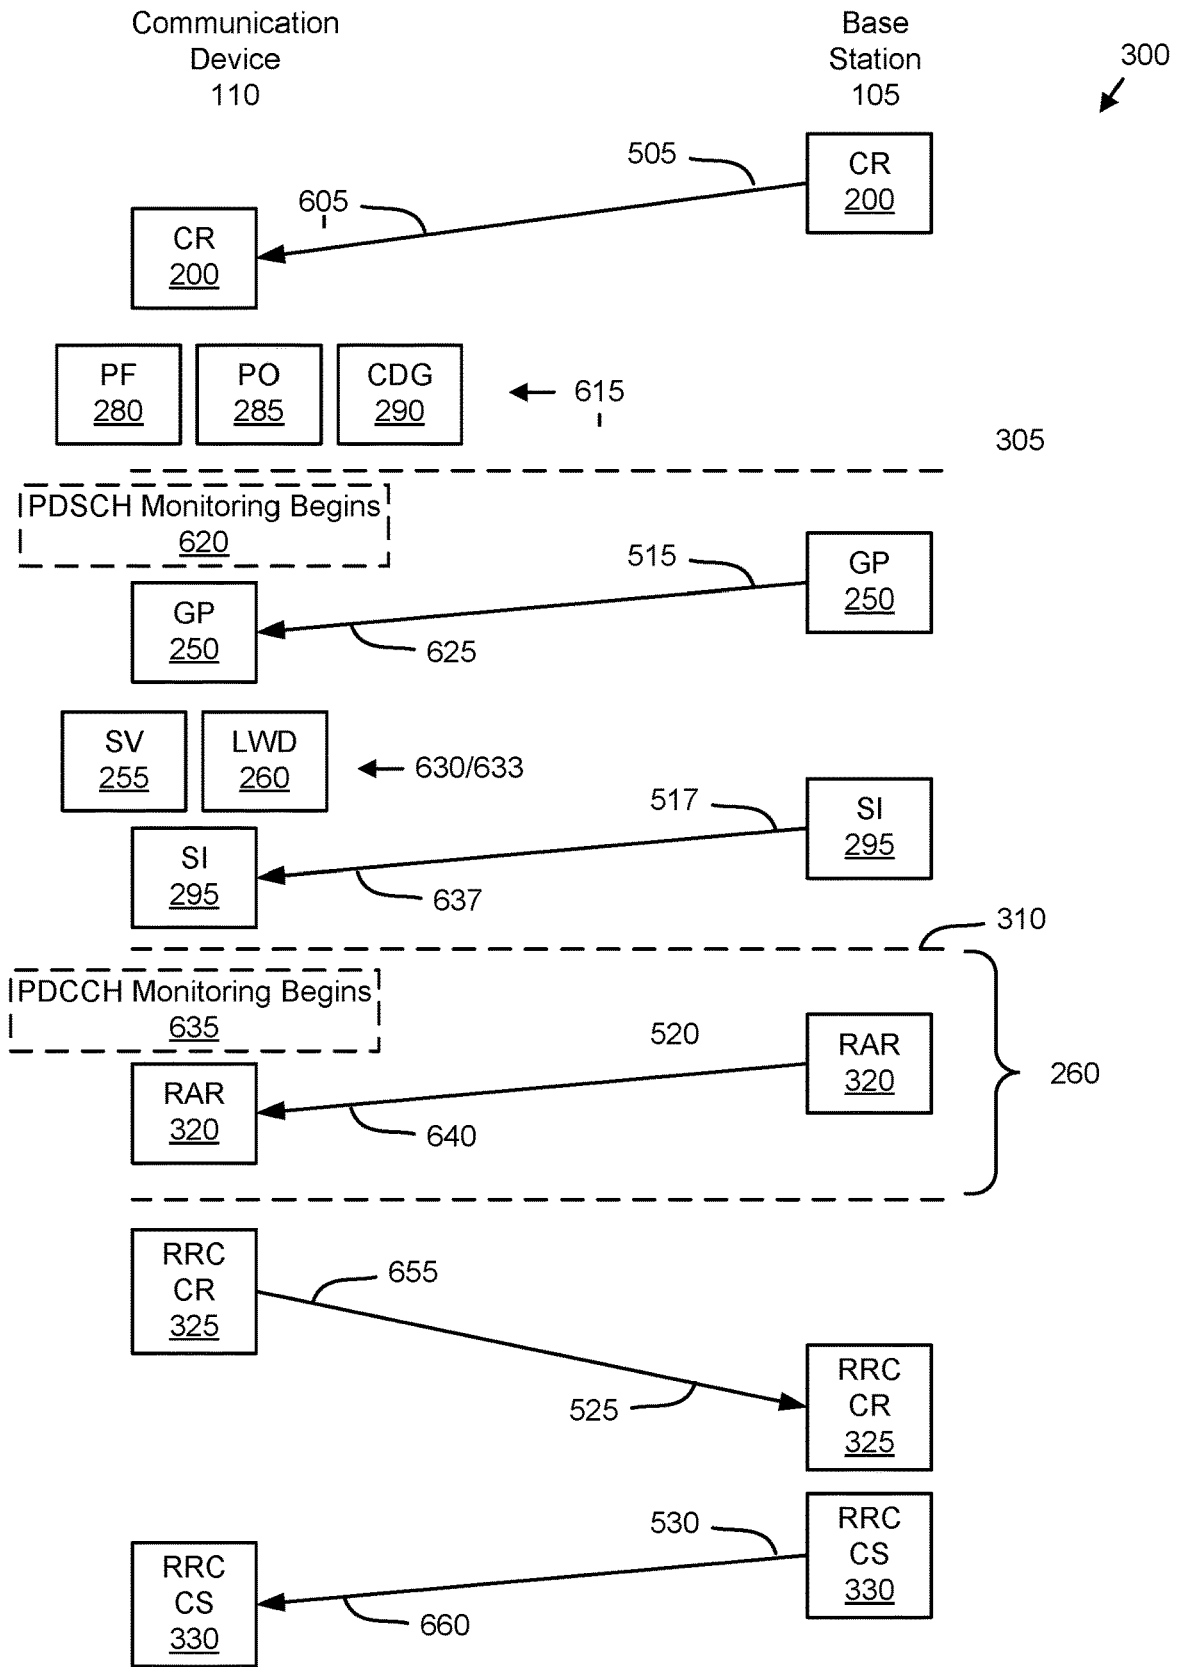 Communication
Device
110
Base
Station
105
300
505
CR
200
605
CR
200
PF
280
PO
285
CDG
290
615
305
PDSCH Monitoring Begins
620
515
GP
250
GP
250
625
SV
255
LWD
260
630/633
517
SI
295
SI
295
637
310
PDCCH Monitoring Begins
635
520
RAR
320
260
RAR
320
640
RRC
CR
325
655
525
RRC
CR
325
530
RRC
CS
330
RRC
CS
330
660